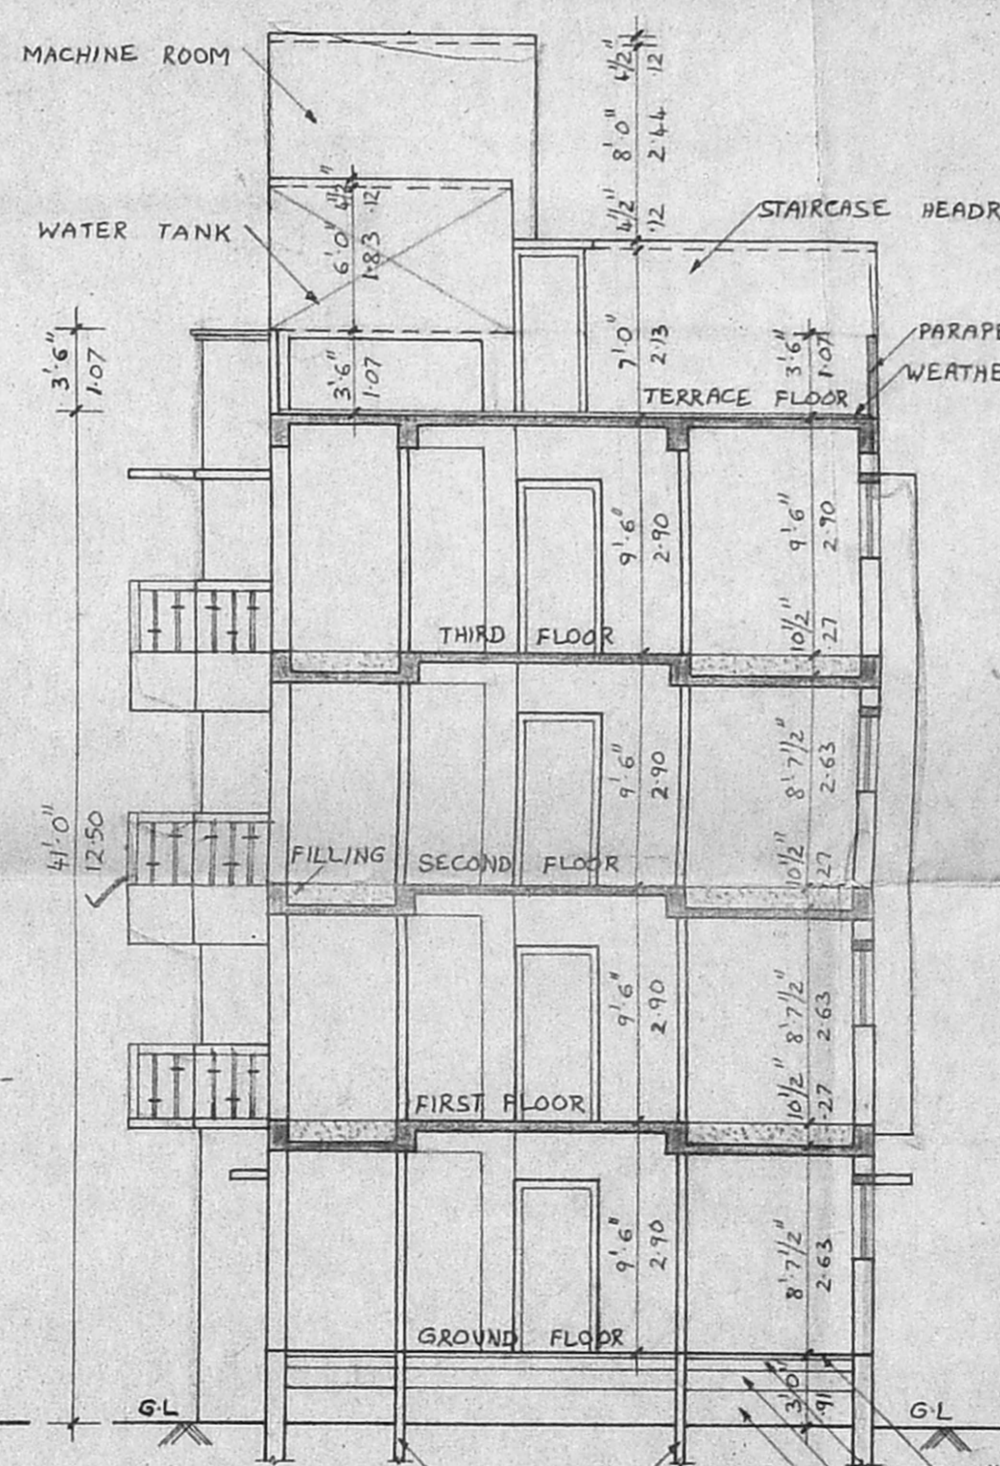 MACHINE ROOM
4½" .12
8'·0" 2·44
4½" .12
STAIRCASE HEADR
WATER TANK
4½" .12
6'·0" 1·83
3'·6" 1·07
3'·6" 1·07
7'·0" 2·13
3'·6" 1·07
PARAPE
WEATHE
TERRACE FLOOR
9'·6" 2·90
9'·6" 2·90
10½" ·27
THIRD FLOOR
9'·6" 2·90
8'·7½" 2·63
10½" ·27
41'·0" 12·50
FILLING
SECOND FLOOR
9'·6" 2·90
8'·7½" 2·63
10½" ·27
FIRST FLOOR
9'·6" 2·90
8'·7½" 2·63
GROUND FLOOR
3'·0" .91
G·L
G·L